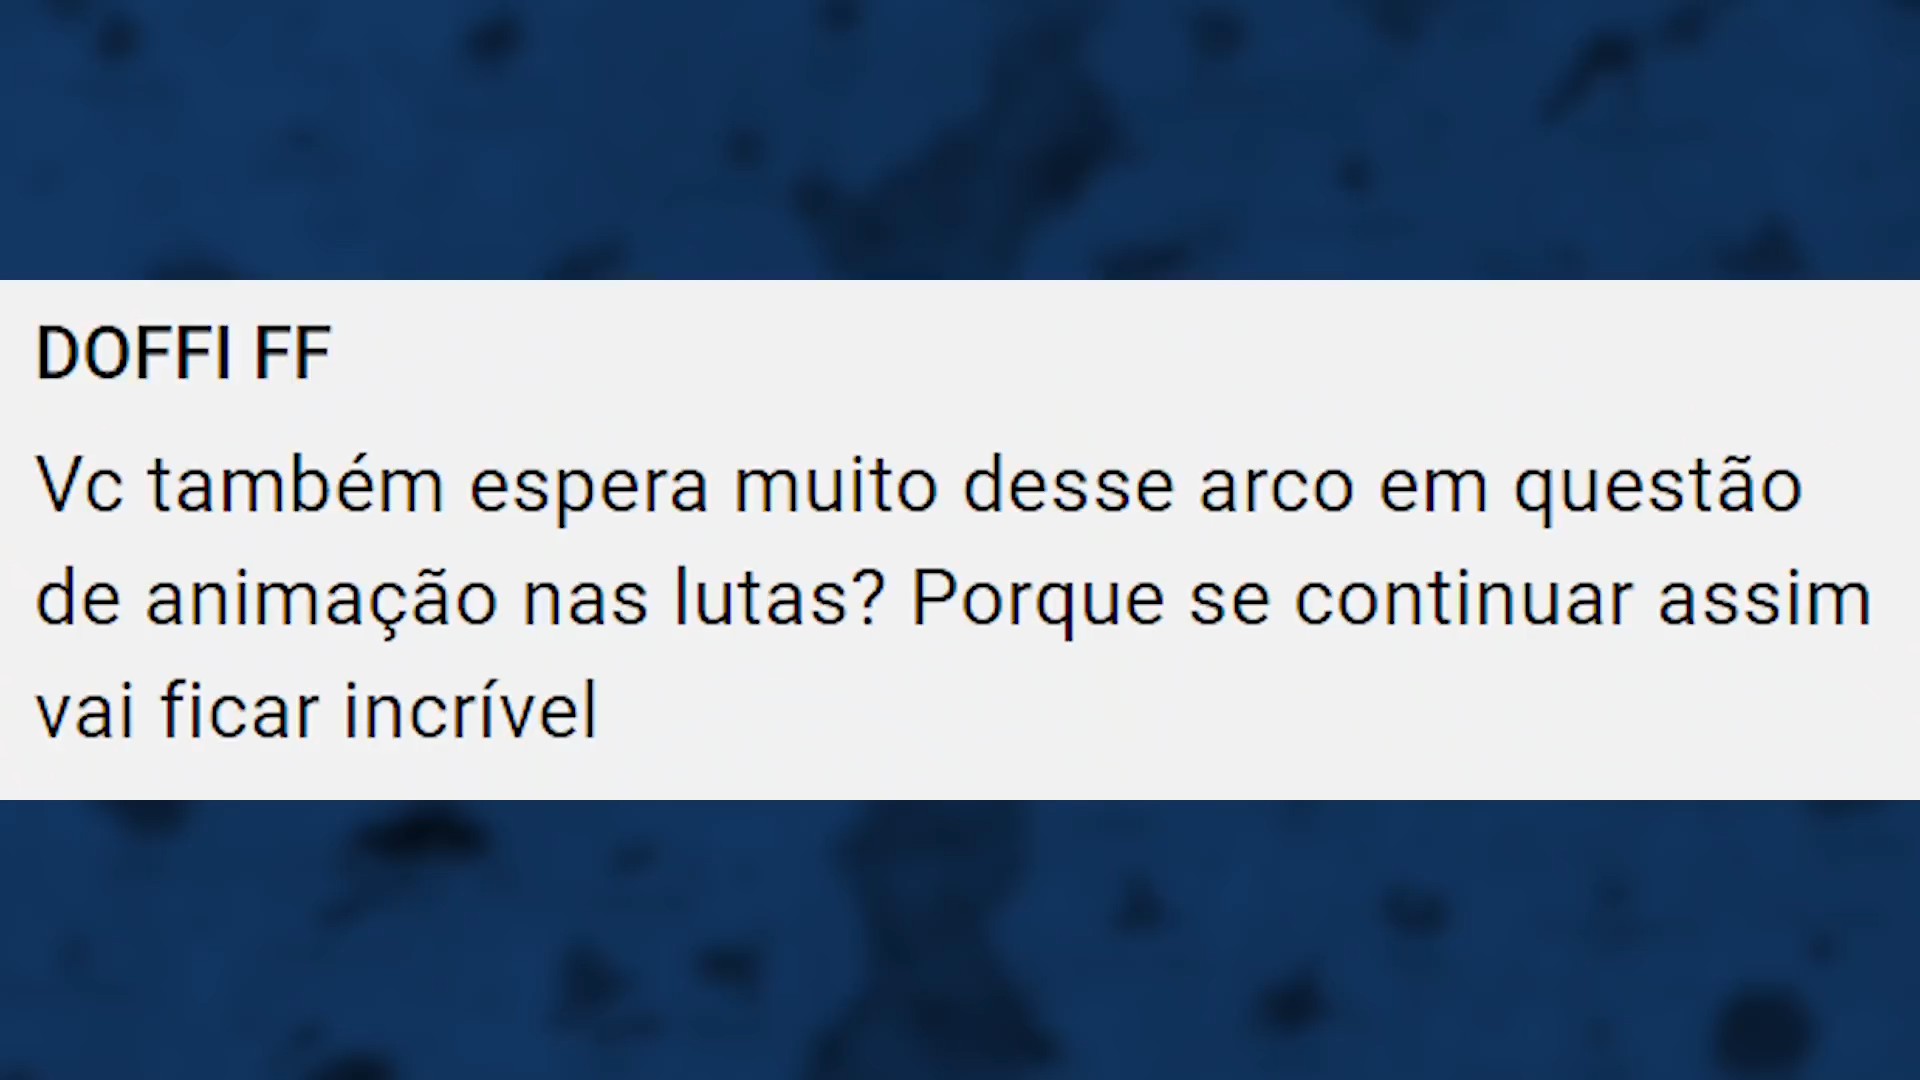 DOFFI FF
Vc também espera muito desse arco em questão
de animação nas lutas? Porque se continuar assim
vai ficar incrível